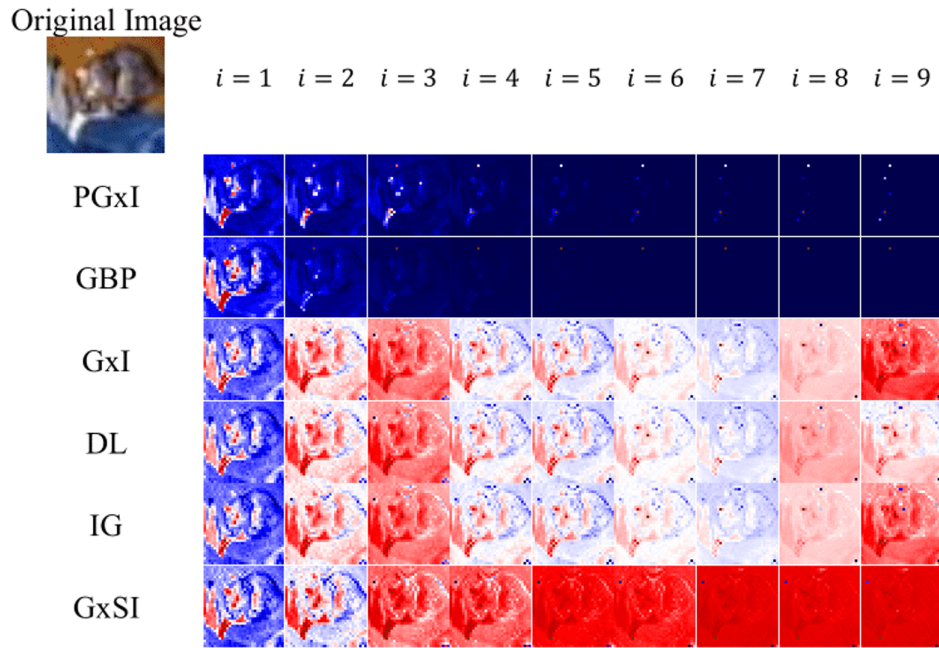 Original Image
i = 1 i = 2 i = 3 i = 4 i = 5 i = 6 i = 7 i = 8 i = 9
PGxI
GBP
GxI
DL
IG
GxSI